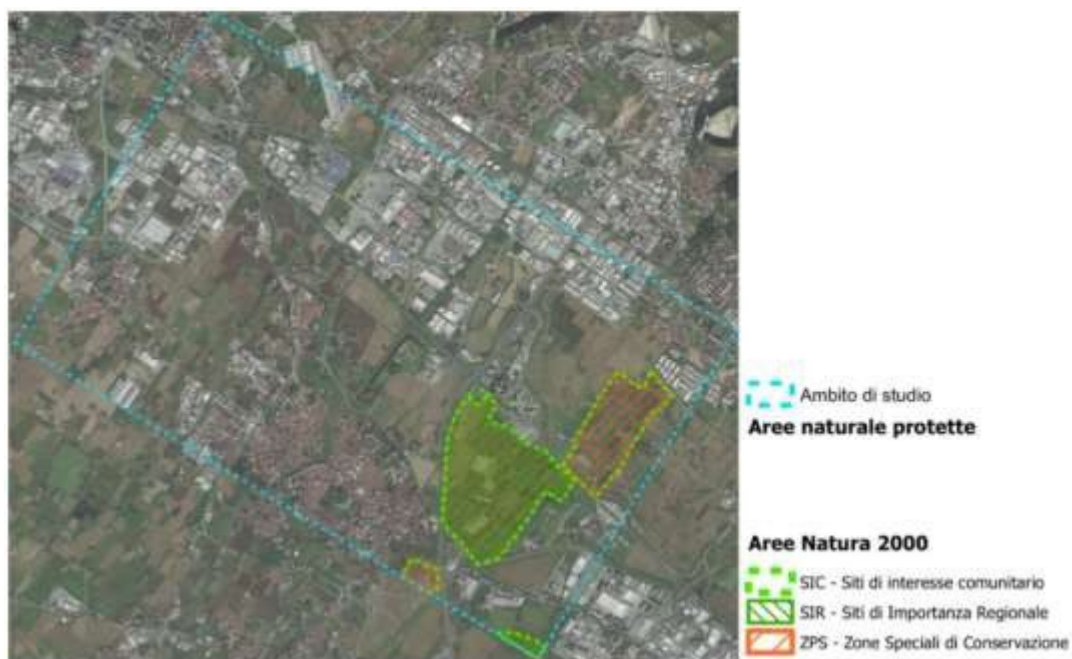 Ambito di studio
Aree naturale protette
Aree Natura 2000
SIC - Siti di interesse comunitario
SIR - Siti di Importanza Regionale
ZPS - Zone Speciali di Conservazione